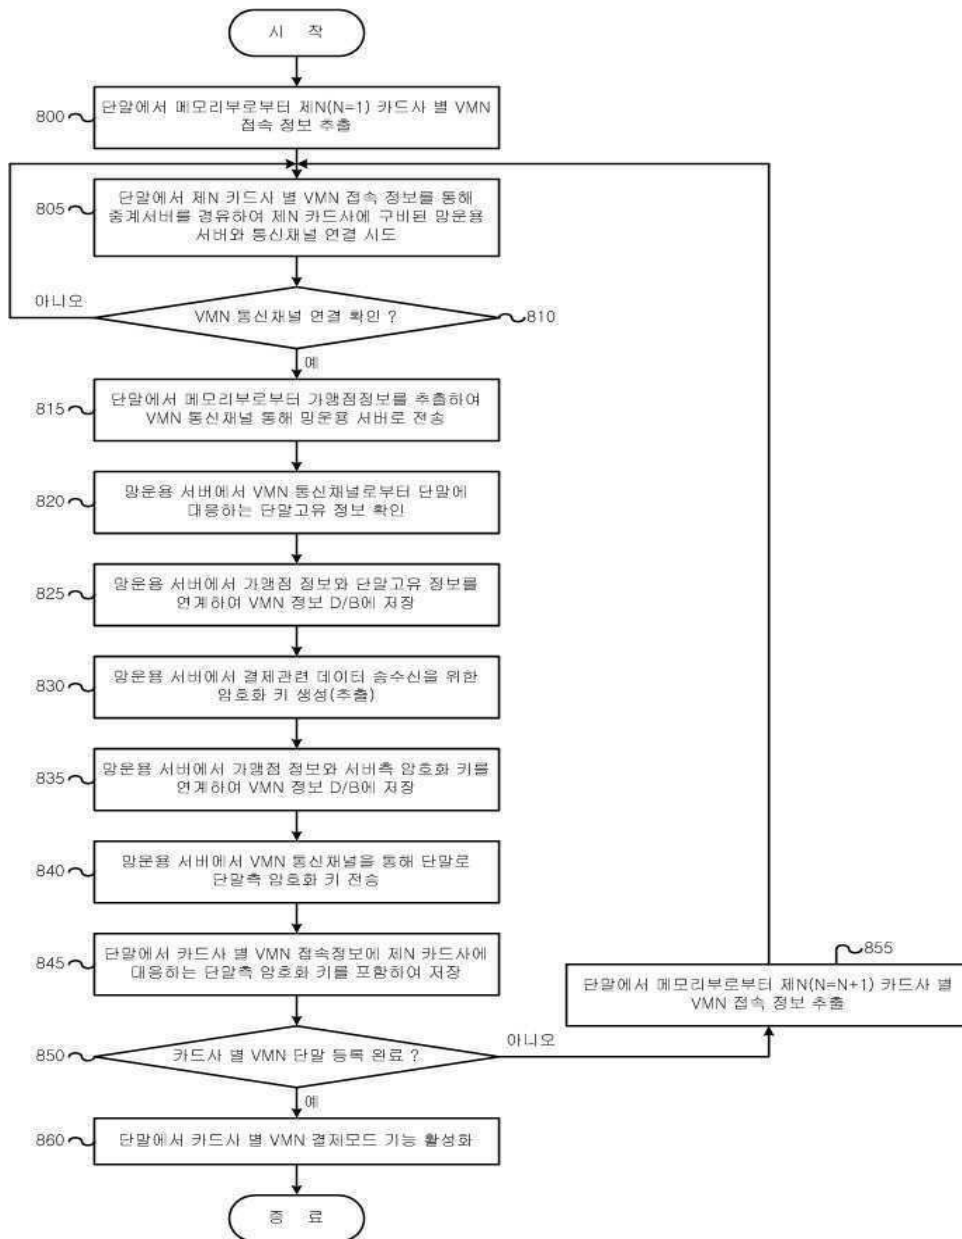 시 작
800
단말에서 메모리부로부터 제N(N=1) 카드사 별 VMN
접속 정보 추출
805
단말에서 제N 카드사 별 VMN 접속 정보를 통해
중계서버를 경유하여 제N 카드사에 구비된 망운용
서버와 통신채널 연결 시도
아니오
VMN 통신채널 연결 확인 ?
810
예
815
단말에서 메모리부로부터 가맹점정보를 추출하여
VMN 통신채널 통해 망운용 서버로 전송
820
망운용 서버에서 VMN 통신채널로부터 단말에
대응하는 단말고유 정보 확인
825
망운용 서버에서 가맹점 정보와 단말고유 정보를
연계하여 VMN 정보 D/B에 저장
830
망운용 서버에서 결제관련 데이터 송수신을 위한
암호화 키 생성(추출)
835
망운용 서버에서 가맹점 정보와 서버측 암호화 키를
연계하여 VMN 정보 D/B에 저장
840
망운용 서버에서 VMN 통신채널을 통해 단말로
단말측 암호화 키 전송
845
단말에서 카드사 별 VMN 접속정보에 제N 카드사에
대응하는 단말측 암호화 키를 포함하여 저장
855
단말에서 메모리부로부터 제N(N=N+1) 카드사 별
VMN 접속 정보 추출
850
카드사 별 VMN 단말 등록 완료 ?
아니오
예
860
단말에서 카드사 별 VMN 결제모드 기능 활성화
종 료